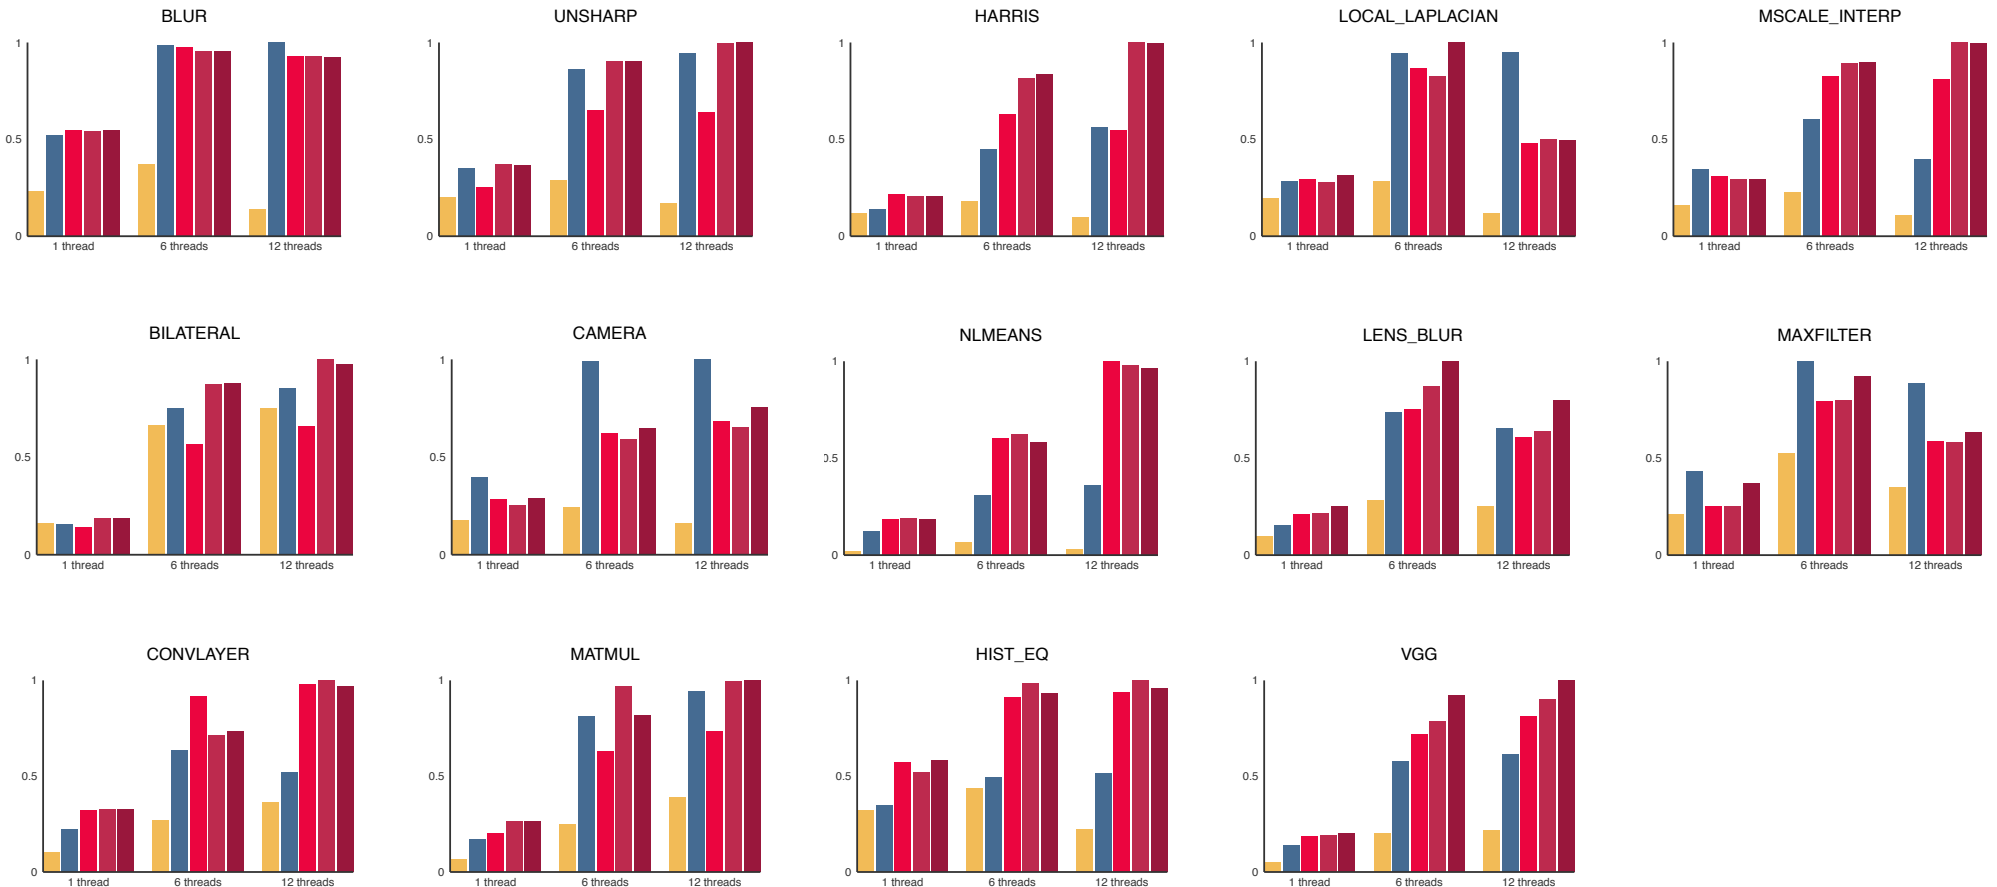 BLUR
1
0.5
0
1 thread 6 threads 12 threads
UNSHARP
1
0.5
0
1 thread 6 threads 12 threads
HARRIS
1
0.5
0
1 thread 6 threads 12 threads
LOCAL_LAPLACIAN
1
0.5
0
1 thread 6 threads 12 threads
MSCALE_INTERP
1
0.5
0
1 thread 6 threads 12 threads
BILATERAL
1
0.5
0
1 thread 6 threads 12 threads
CAMERA
1
0.5
0
1 thread 6 threads 12 threads
NLMEANS
1
0.5
0
1 thread 6 threads 12 threads
LENS_BLUR
1
0.5
0
1 thread 6 threads 12 threads
MAXFILTER
1
0.5
0
1 thread 6 threads 12 threads
CONVLAYER
1
0.5
0
1 thread 6 threads 12 threads
MATMUL
1
0.5
0
1 thread 6 threads 12 threads
HIST_EQ
1
0.5
0
1 thread 6 threads 12 threads
VGG
1
0.5
0
1 thread 6 threads 12 threads